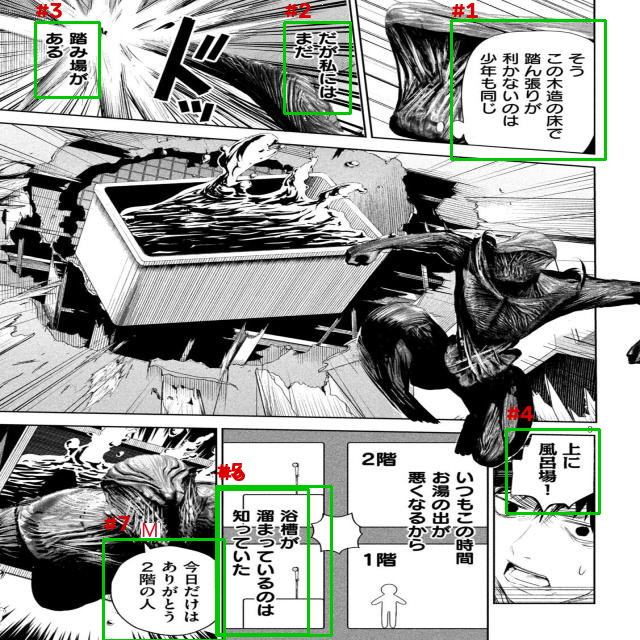 #1
そう
この木造の床で
踏ん張りが
利かないのは
少年も同じ
#2
だが私には
まだ
ドッ
#3
踏み場が
ある
#4
上に
風呂場！
いつもこの時間
お湯の出が
悪くなるから
2階
1階
浴槽が
溜まっているのは
知っていた
#7
M
今日だけは
ありがとう
2階の人